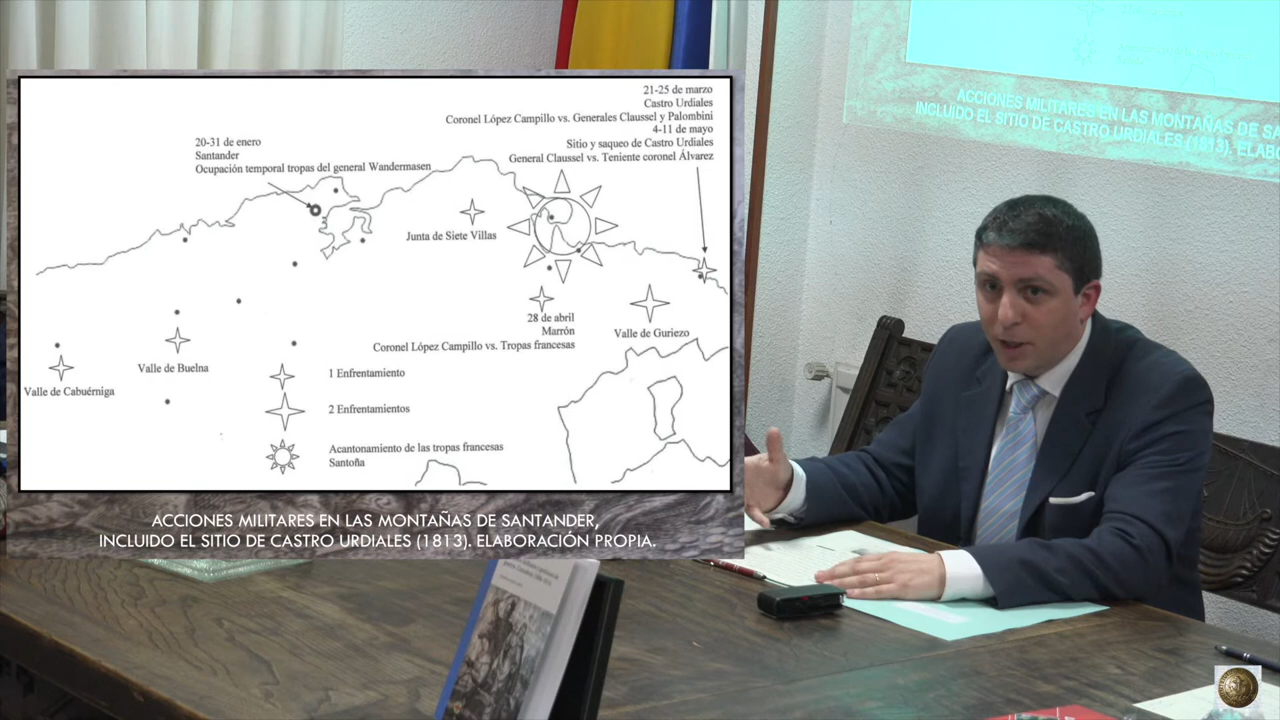 21-25 de marzo
Castro Urdiales
Coronel López Campillo vs. Generales Claussel y Palombini
4-11 de mayo
Sitio y saqueo de Castro Urdiales
General Claussel vs. Teniente coronel Álvarez
20-31 de enero
Santander
Ocupación temporal tropas del general Wandermasen
Junta de Siete Villas
28 de abril
Marrón
Coronel López Campillo vs. Tropas francesas
Valle de Guriezo
Valle de Buelna
Valle de Cabuérniga
1 Enfrentamiento
2 Enfrentamientos
Acantonamiento de las tropas francesas
Santoña
ACCIONES MILITARES EN LAS MONTAÑAS DE SANTANDER,
INCLUIDO EL SITIO DE CASTRO URDIALES (1813). ELABORACIÓN PROPIA.
ACCIONES MILITARES EN LAS MONTAÑAS DE SA
INCLUIDO EL SITIO DE CASTRO URDIALES (1813). ELABO